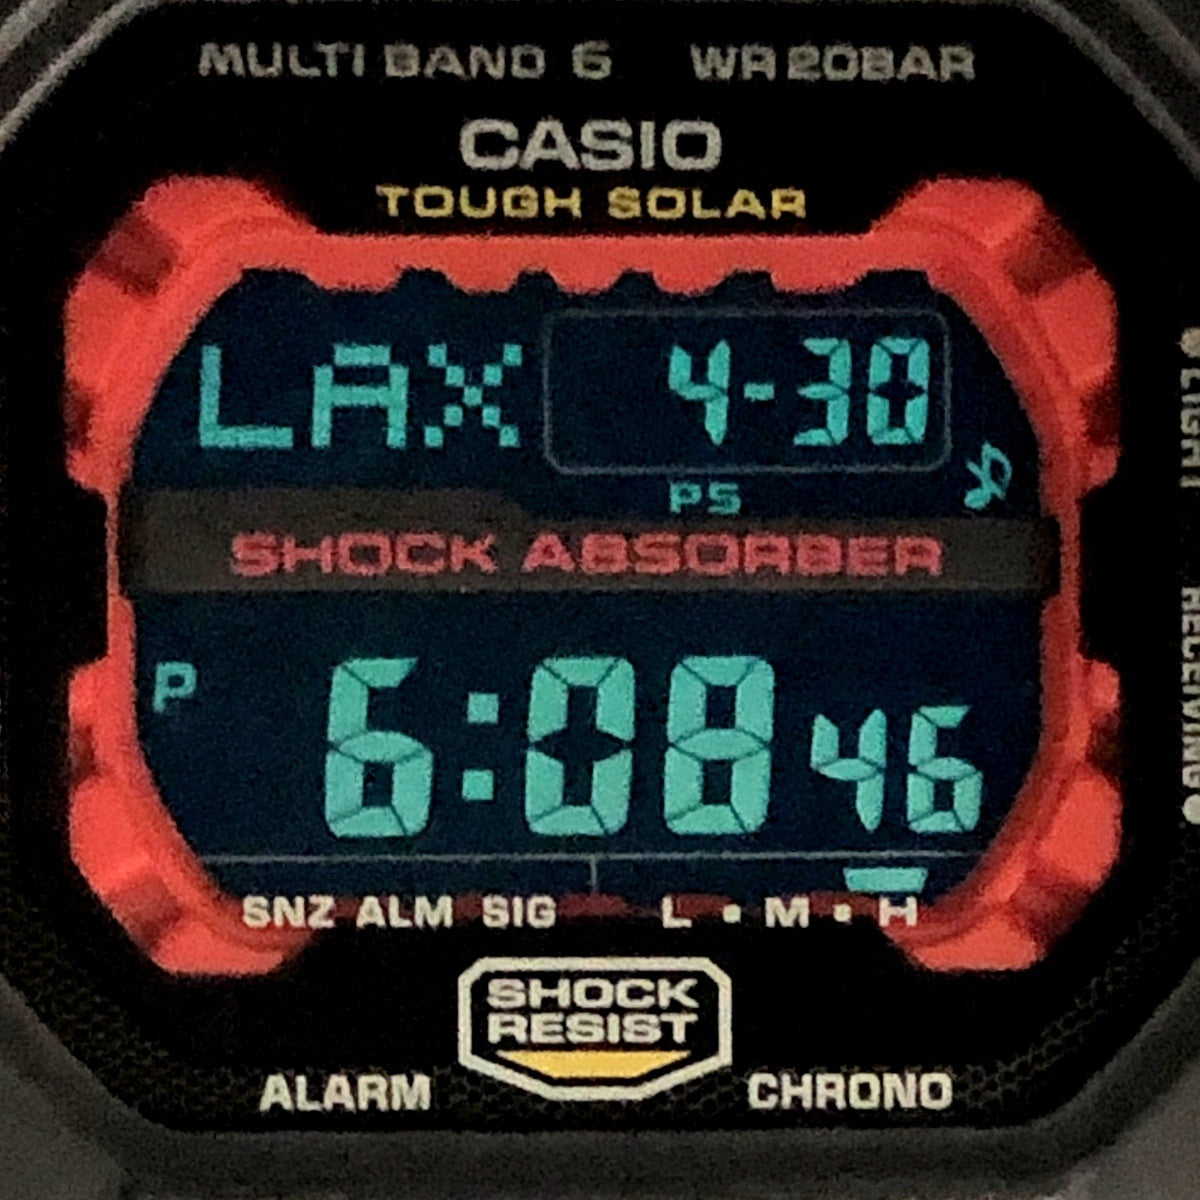 MULTI BAND 6 WR20BAR
CASIO
TOUGH SOLAR
LAX 4-30
PS
SHOCK ABSORBER
P 6:08 46
SNZ ALM SIG L M H
SHOCK
RESIST
ALARM CHRONO
LIGHT
RECEIVING